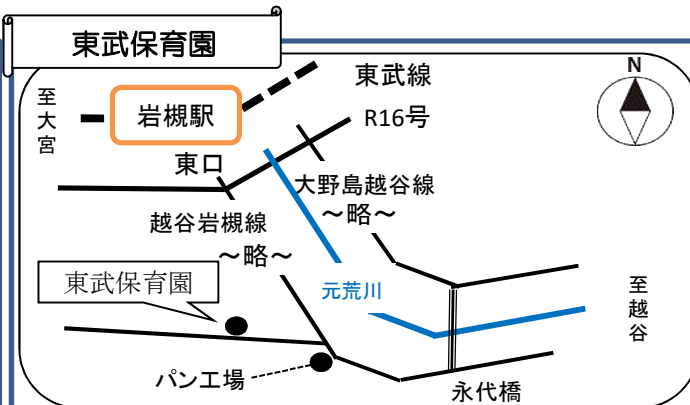 東武保育園
N
東武線
至大宮
岩槻駅
R16号
東口
大野島越谷線
～略～
越谷岩槻線
～略～
東武保育園
元荒川
至越谷
パン工場
永代橋